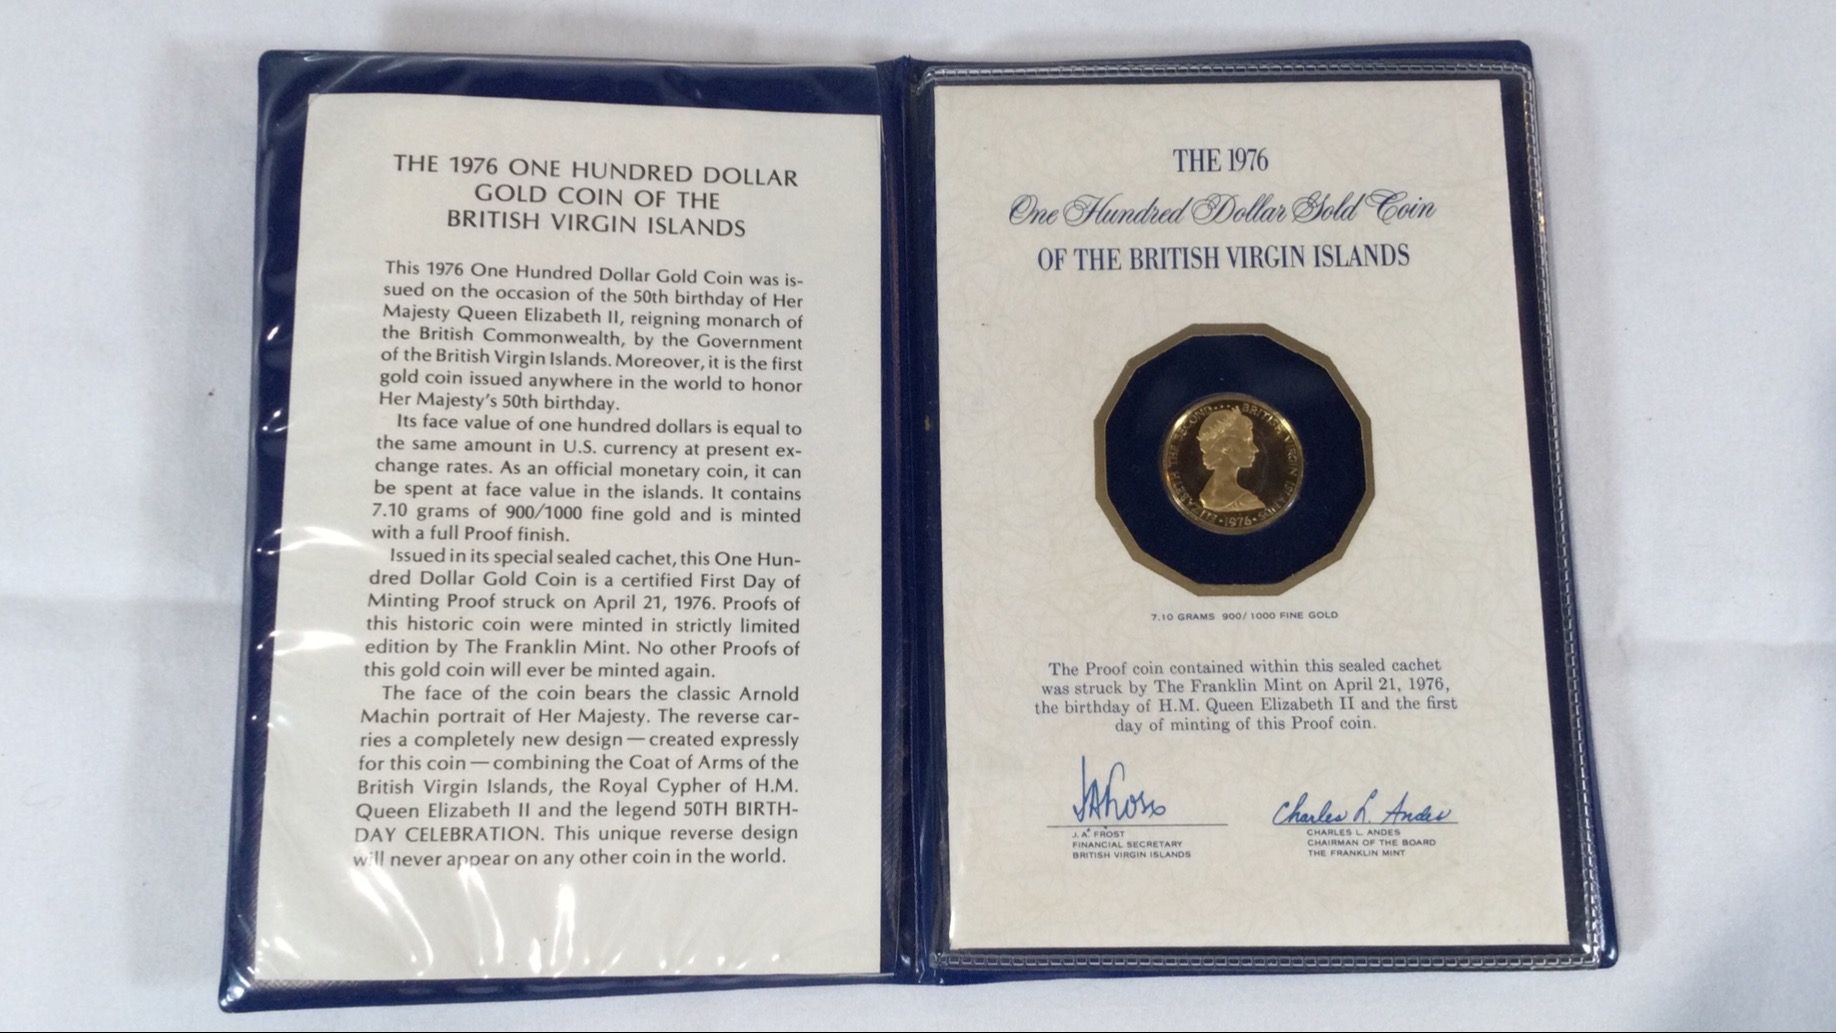 THE 1976 ONE HUNDRED DOLLAR
GOLD COIN OF THE
BRITISH VIRGIN ISLANDS
This 1976 One Hundred Dollar Gold Coin was is-
sued on the occasion of the 50th birthday of Her
Majesty Queen Elizabeth II, reigning monarch of
the British Commonwealth, by the Government
of the British Virgin Islands. Moreover, it is the first
gold coin issued anywhere in the world to honor
Her Majesty's 50th birthday.
Its face value of one hundred dollars is equal to
the same amount in U.S. currency at present ex-
change rates. As an official monetary coin, it can
be spent at face value in the islands. It contains
7.10 grams of 900/1000 fine gold and is minted
with a full Proof finish.
Issued in its special sealed cachet, this One Hun-
dred Dollar Gold Coin is a certified First Day of
Minting Proof struck on April 21, 1976. Proofs of
this historic coin were minted in strictly limited
edition by The Franklin Mint. No other Proofs of
this gold coin will ever be minted again.
The face of the coin bears the classic Arnold
Machin portrait of Her Majesty. The reverse car-
ries a completely new design — created expressly
for this coin — combining the Coat of Arms of the
British Virgin Islands, the Royal Cypher of H.M.
Queen Elizabeth II and the legend 50TH BIRTH-
DAY CELEBRATION. This unique reverse design
will never appear on any other coin in the world.
THE 1976
One Hundred Dollar Gold Coin
OF THE BRITISH VIRGIN ISLANDS
ELIZABETH THE SECOND •••• BRITISH VIRGIN ISLANDS
• 1976 •
7.10 GRAMS 900/1000 FINE GOLD
The Proof coin contained within this sealed cachet
was struck by The Franklin Mint on April 21, 1976,
the birthday of H.M. Queen Elizabeth II and the first
day of minting of this Proof coin.
Charles L. Andes
J. A. FROST
FINANCIAL SECRETARY
BRITISH VIRGIN ISLANDS
CHARLES L. ANDES
CHAIRMAN OF THE BOARD
THE FRANKLIN MINT